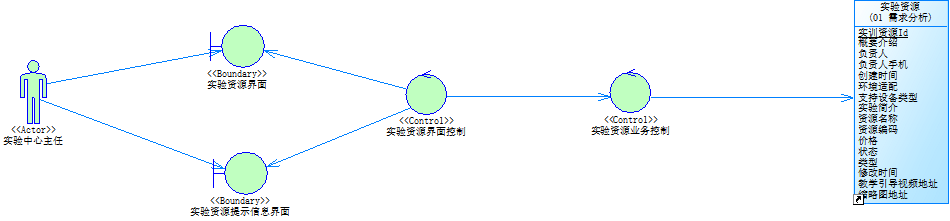 <<Actor>>
实验中心主任
<<Boundary>>
实验资源界面
<<Boundary>>
实验资源提示信息界面
<<Control>>
实验资源界面控制
<<Control>>
实验资源业务控制
实验资源
(01 需求分析)
实训资源Id
概要介绍
负责人
负责人手机
创建时间
环境适配
支持设备类型
实验简介
资源名称
资源编码
价格
状态
类型
修改时间
教学引导视频地址
缩略图地址